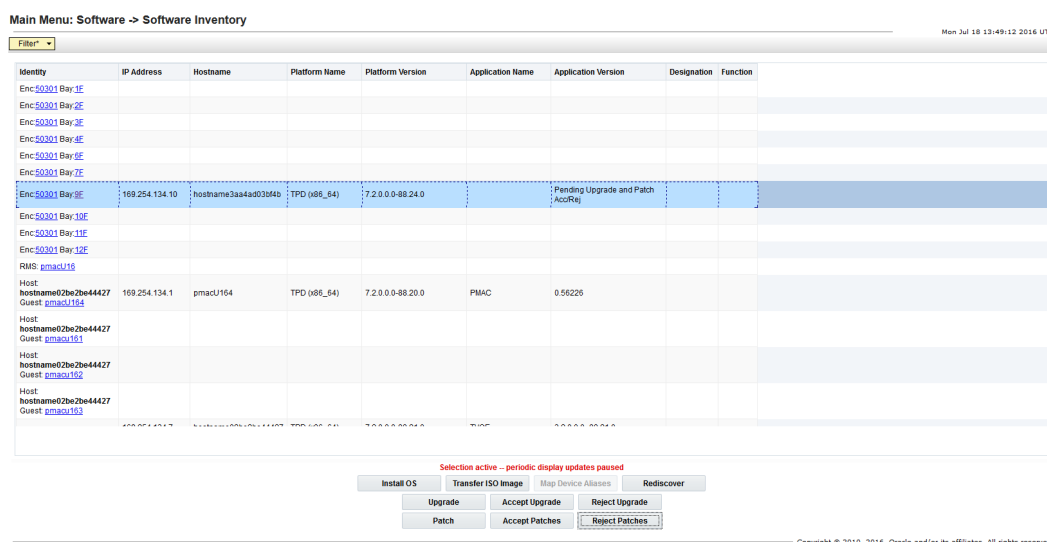 Main Menu: Software -> Software Inventory
Mon Jul 18 13:49:12 2016 UT
Filter*
Identity IP Address Hostname Platform Name Platform Version Application Name Application Version Designation Function
Enc:50301 Bay:1F
Enc:50301 Bay:2F
Enc:50301 Bay:3F
Enc:50301 Bay:4F
Enc:50301 Bay:6F
Enc:50301 Bay:7F
Enc:50301 Bay:9F 169.254.134.10 hostname3aa4ad03bf4b TPD (x86_64) 7.2.0.0.0-88.24.0 Pending Upgrade and Patch
Acc/Rej
Enc:50301 Bay:10F
Enc:50301 Bay:11F
Enc:50301 Bay:12F
RMS: pmacU16
Host:
hostname02be2be44427 169.254.134.1 pmacU164 TPD (x86_64) 7.2.0.0.0-88.20.0 PMAC 0.56226
Guest: pmacU164
Host:
hostname02be2be44427
Guest: pmacu161
Host:
hostname02be2be44427
Guest: pmacu162
Host:
hostname02be2be44427
Guest: pmacu163
Selection active -- periodic display updates paused
Install OS Transfer ISO Image Map Device Aliases Rediscover
Upgrade Accept Upgrade Reject Upgrade
Patch Accept Patches Reject Patches